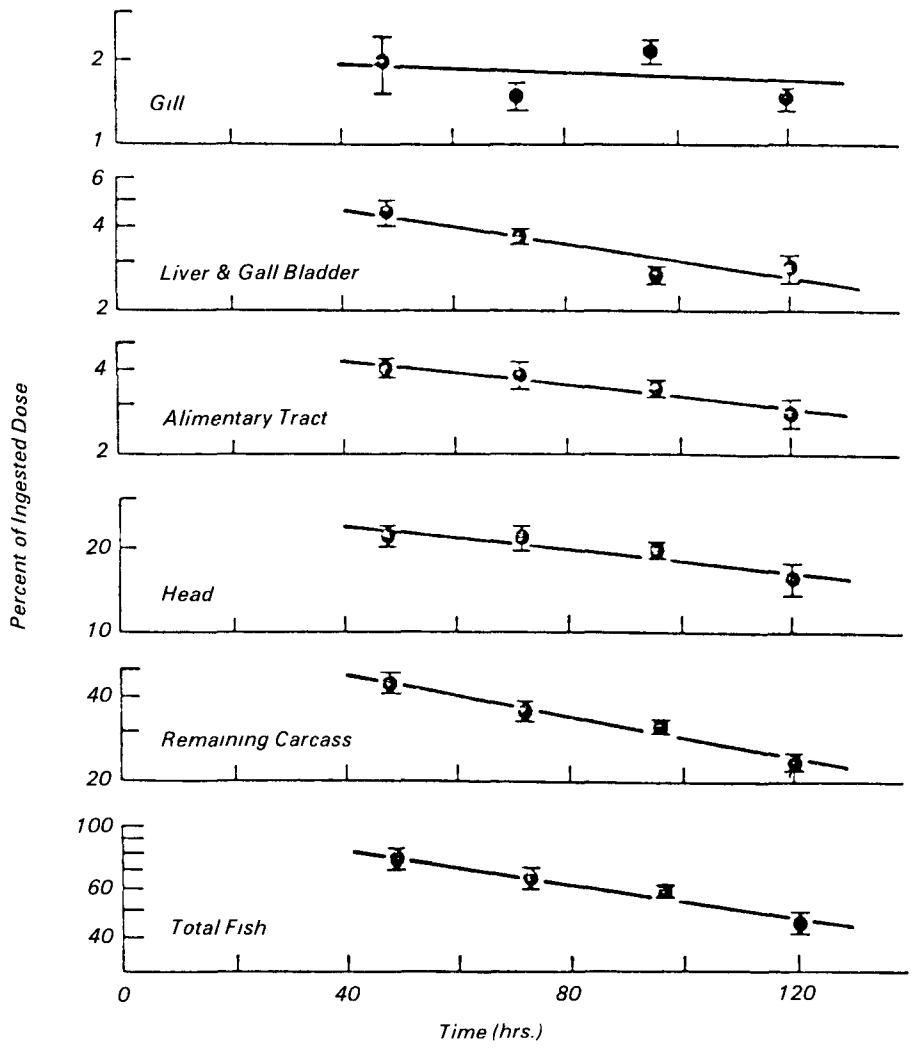 2
Gill
1
6
4
Liver & Gall Bladder
2
4
Alimentary Tract
2
20
Head
10
40
Remaining Carcass
20
100
60
Total Fish
40
0 40 80 120
Time (hrs.)
Percent of Ingested Dose